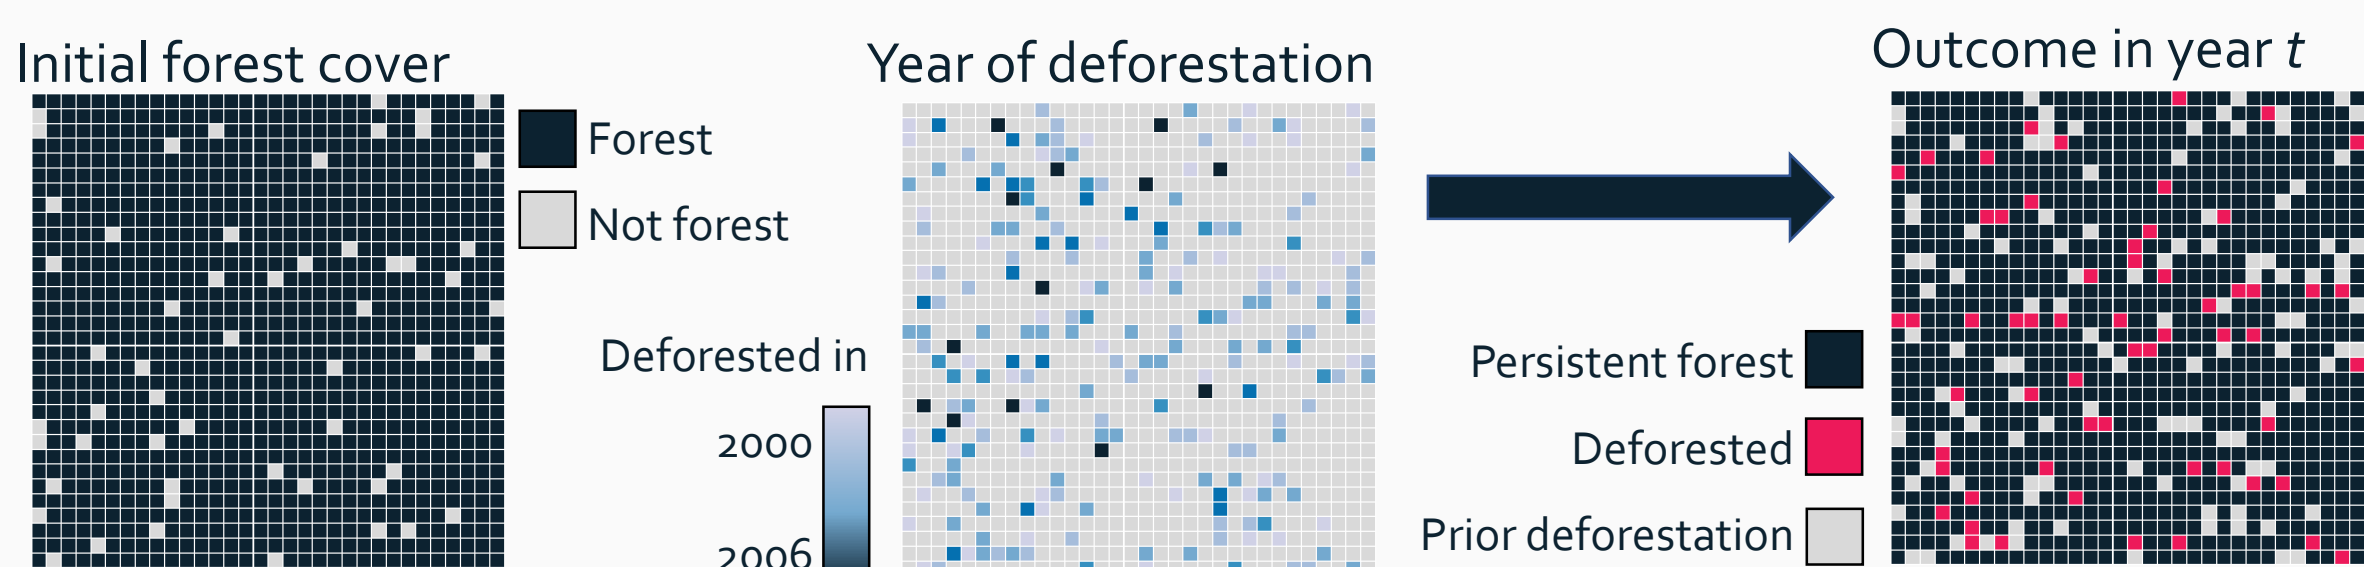 Initial forest cover
Forest
Not forest
Year of deforestation
Deforested in
2000
2006
Outcome in year t
Persistent forest
Deforested
Prior deforestation